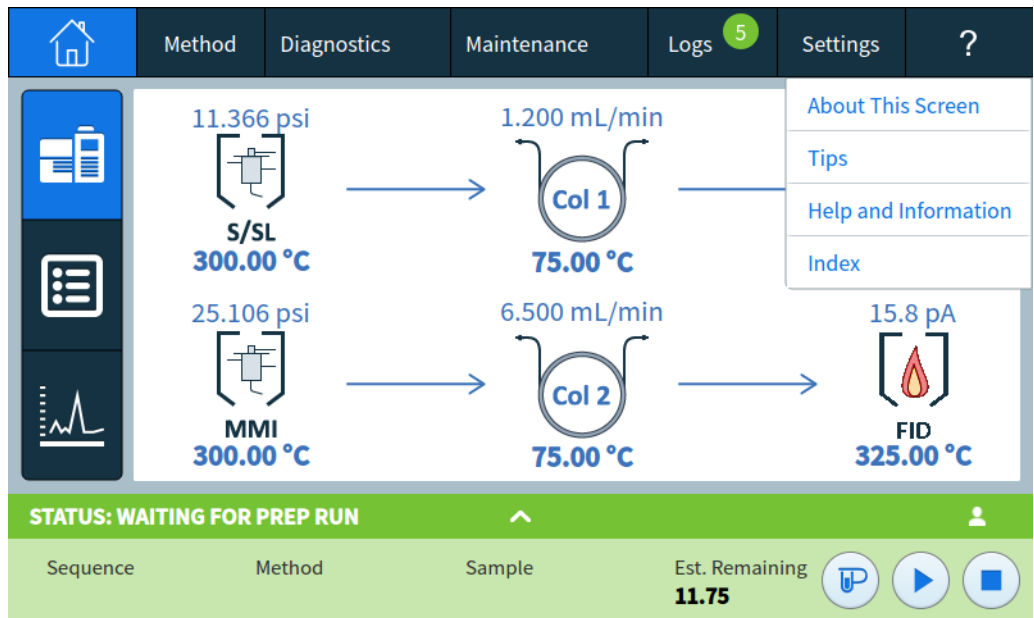 Method Diagnostics Maintenance Logs 5 Settings ?
About This Screen
Tips
Help and Information
Index
11.366 psi 1.200 mL/min
Col 1
S/SL
300.00 °C 75.00 °C
25.106 psi 6.500 mL/min 15.8 pA
Col 2
MMI FID
300.00 °C 75.00 °C 325.00 °C
STATUS: WAITING FOR PREP RUN
Sequence Method Sample Est. Remaining
11.75